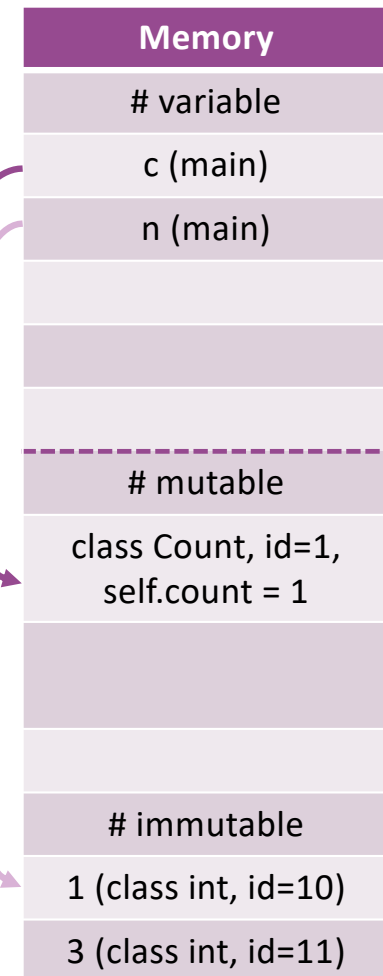 Memory
# variable
c (main)
n (main)
# mutable
class Count, id=1,
self.count = 1
# immutable
1 (class int, id=10)
3 (class int, id=11)